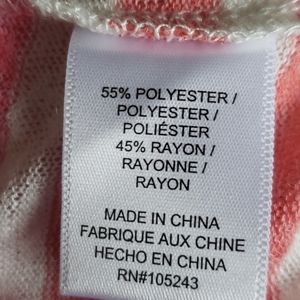 55% POLYESTER /
POLYESTER /
POLIÉSTER
45% RAYON /
RAYONNE /
RAYON
MADE IN CHINA
FABRIQUE AUX CHINE
HECHO EN CHINA
RN#105243